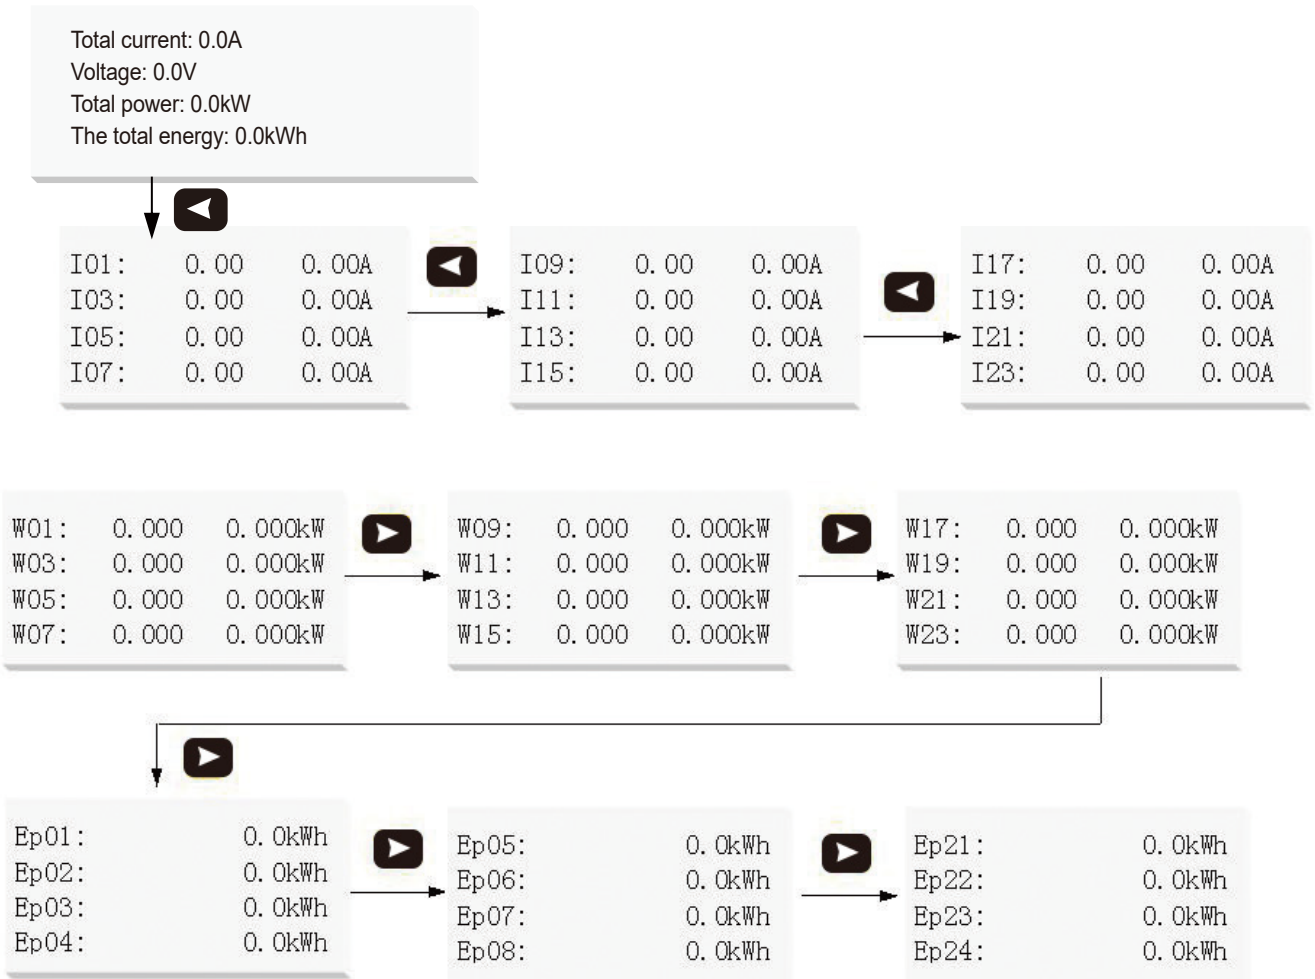 Total current: 0.0A
Voltage: 0.0V
Total power: 0.0kW
The total energy: 0.0kWh
I01: 0.00 0.00A
I03: 0.00 0.00A
I05: 0.00 0.00A
I07: 0.00 0.00A
I09: 0.00 0.00A
I11: 0.00 0.00A
I13: 0.00 0.00A
I15: 0.00 0.00A
I17: 0.00 0.00A
I19: 0.00 0.00A
I21: 0.00 0.00A
I23: 0.00 0.00A
W01: 0.000 0.000kW
W03: 0.000 0.000kW
W05: 0.000 0.000kW
W07: 0.000 0.000kW
W09: 0.000 0.000kW
W11: 0.000 0.000kW
W13: 0.000 0.000kW
W15: 0.000 0.000kW
W17: 0.000 0.000kW
W19: 0.000 0.000kW
W21: 0.000 0.000kW
W23: 0.000 0.000kW
Ep01: 0.0kWh
Ep02: 0.0kWh
Ep03: 0.0kWh
Ep04: 0.0kWh
Ep05: 0.0kWh
Ep06: 0.0kWh
Ep07: 0.0kWh
Ep08: 0.0kWh
Ep21: 0.0kWh
Ep22: 0.0kWh
Ep23: 0.0kWh
Ep24: 0.0kWh